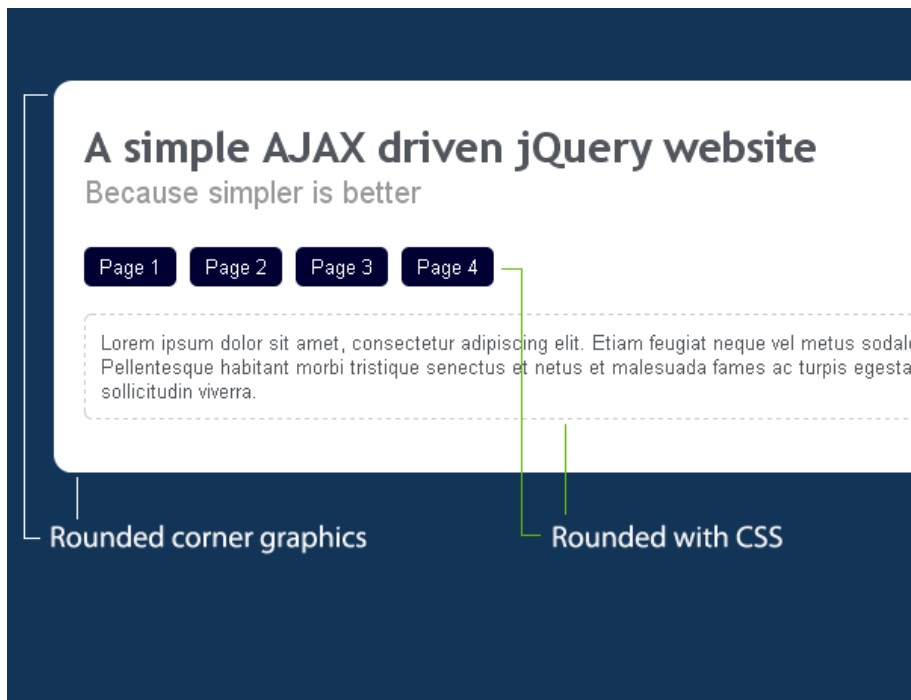 A simple AJAX driven jQuery website
Because simpler is better
Page 1 Page 2 Page 3 Page 4
Lorem ipsum dolor sit amet, consectetur adipiscing elit. Etiam feugiat neque vel metus sodale
Pellentesque habitant morbi tristique senectus et netus et malesuada fames ac turpis egesta
sollicitudin viverra.
Rounded corner graphics
Rounded with CSS